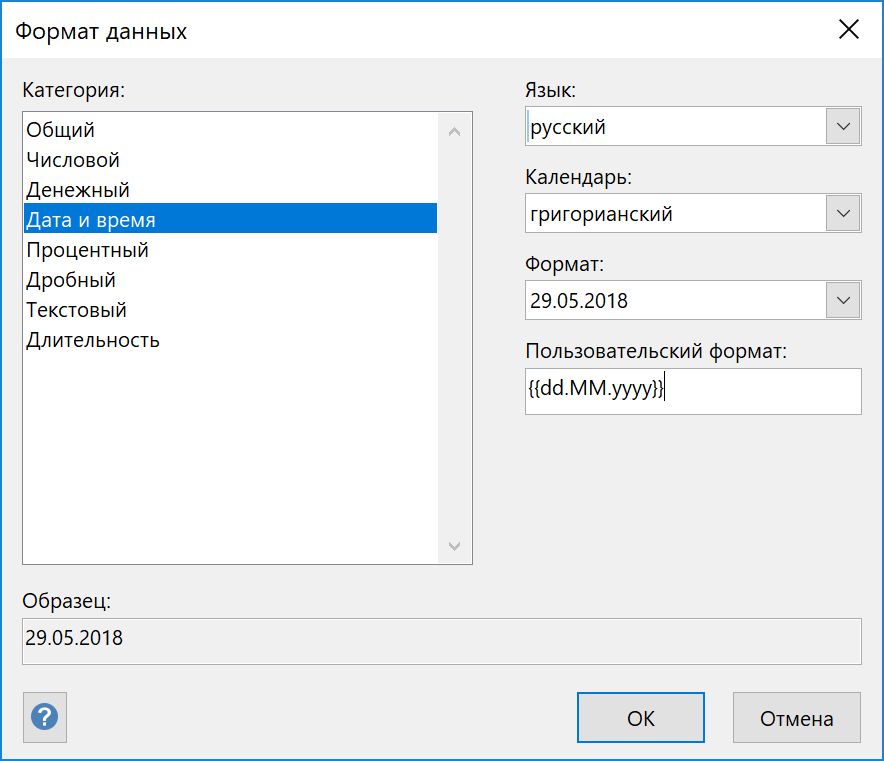 Формат данных
Категория:
Общий
Числовой
Денежный
Дата и время
Процентный
Дробный
Текстовый
Длительность
Язык:
русский
Календарь:
григорианский
Формат:
29.05.2018
Пользовательский формат:
{{dd.MM.yyyy}}
Образец:
29.05.2018
?
ОК
Отмена